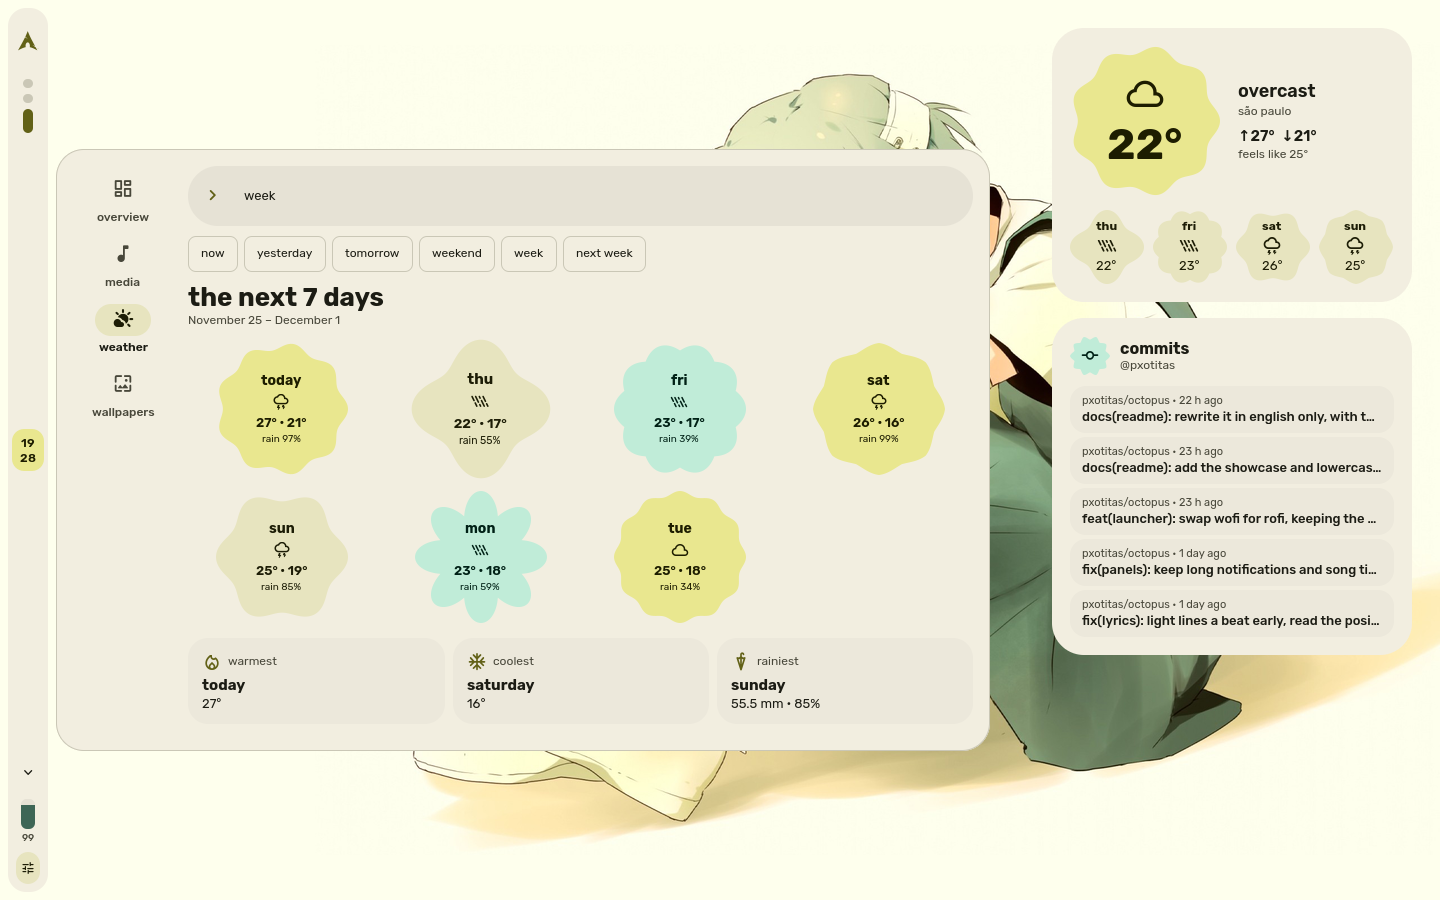 19
28
99
overview
media
weather
wallpapers
week
now
yesterday
tomorrow
weekend
week
next week
the next 7 days
November 25 – December 1
today
27° • 21°
rain 97%
thu
22° • 17°
rain 55%
fri
23° • 17°
rain 39%
sat
26° • 16°
rain 99%
sun
25° • 19°
rain 85%
mon
23° • 18°
rain 59%
tue
25° • 18°
rain 34%
warmest
today
27°
coolest
saturday
16°
rainiest
sunday
55.5 mm • 85%
22°
overcast
são paulo
↑27° ↓21°
feels like 25°
thu
22°
fri
23°
sat
26°
sun
25°
commits
@pxotitas
pxotitas/octopus • 22 h ago
docs(readme): rewrite it in english only, with t…
pxotitas/octopus • 23 h ago
docs(readme): add the showcase and lowercas…
pxotitas/octopus • 23 h ago
feat(launcher): swap wofi for rofi, keeping the …
pxotitas/octopus • 1 day ago
fix(panels): keep long notifications and song ti…
pxotitas/octopus • 1 day ago
fix(lyrics): light lines a beat early, read the posi…